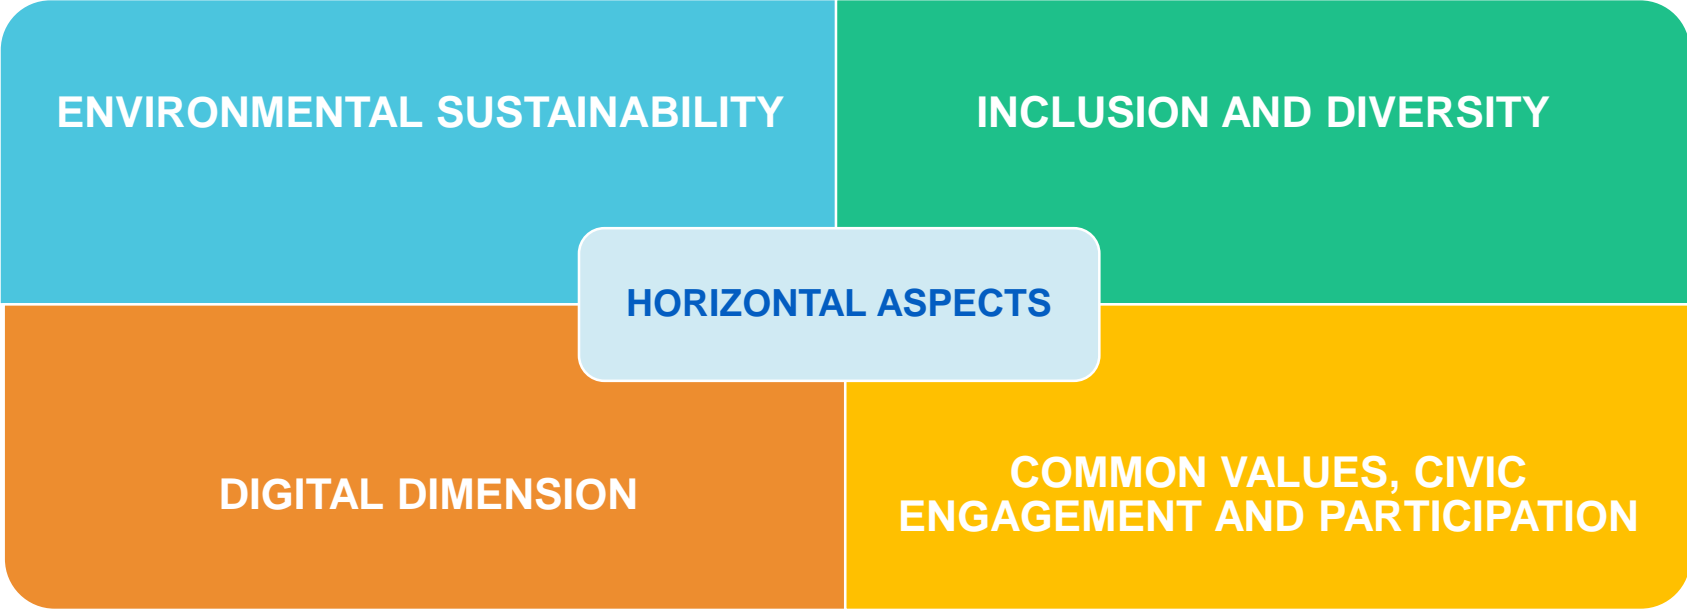 ENVIRONMENTAL SUSTAINABILITY
INCLUSION AND DIVERSITY
HORIZONTAL ASPECTS
DIGITAL DIMENSION
COMMON VALUES, CIVIC
ENGAGEMENT AND PARTICIPATION